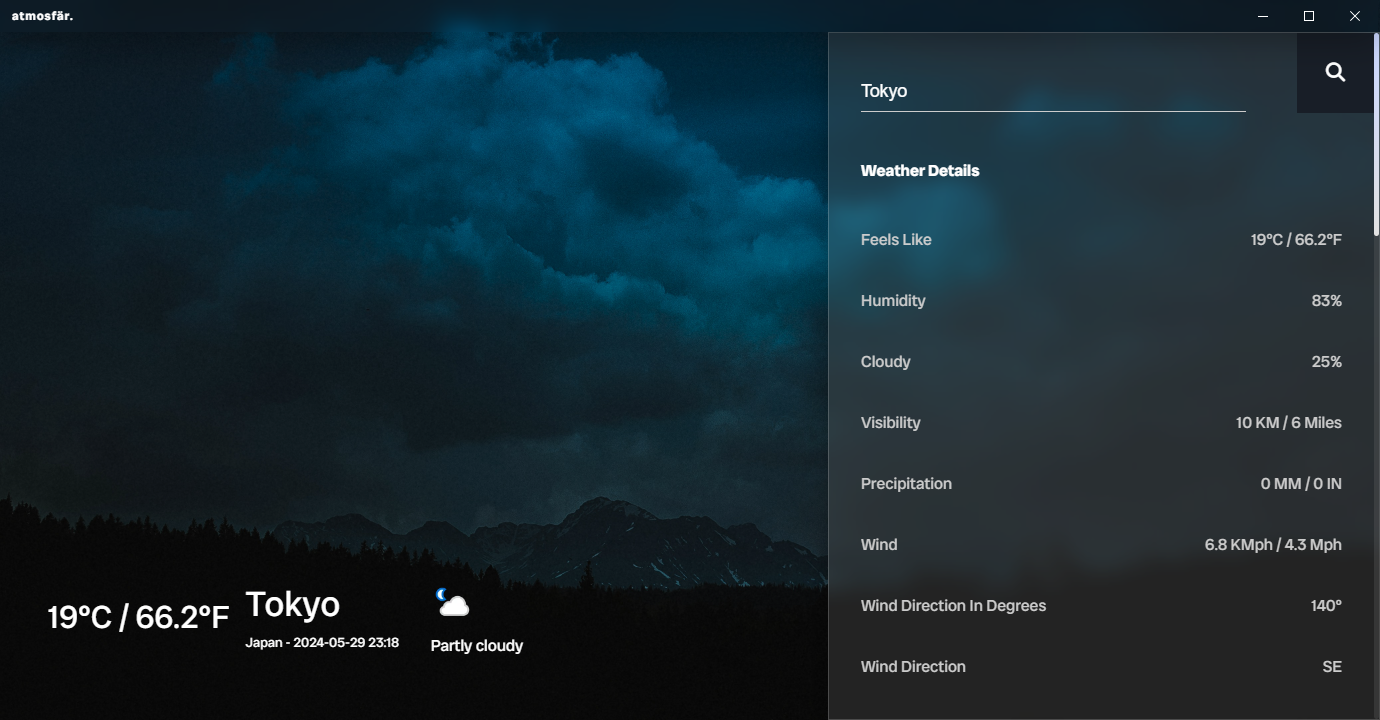 atmosfär.
Tokyo
Weather Details
Feels Like 19°C / 66.2°F
Humidity 83%
Cloudy 25%
Visibility 10 KM / 6 Miles
Precipitation 0 MM / 0 IN
Wind 6.8 KMph / 4.3 Mph
Wind Direction In Degrees 140°
Wind Direction SE
19°C / 66.2°F
Tokyo
Japan - 2024-05-29 23:18
Partly cloudy